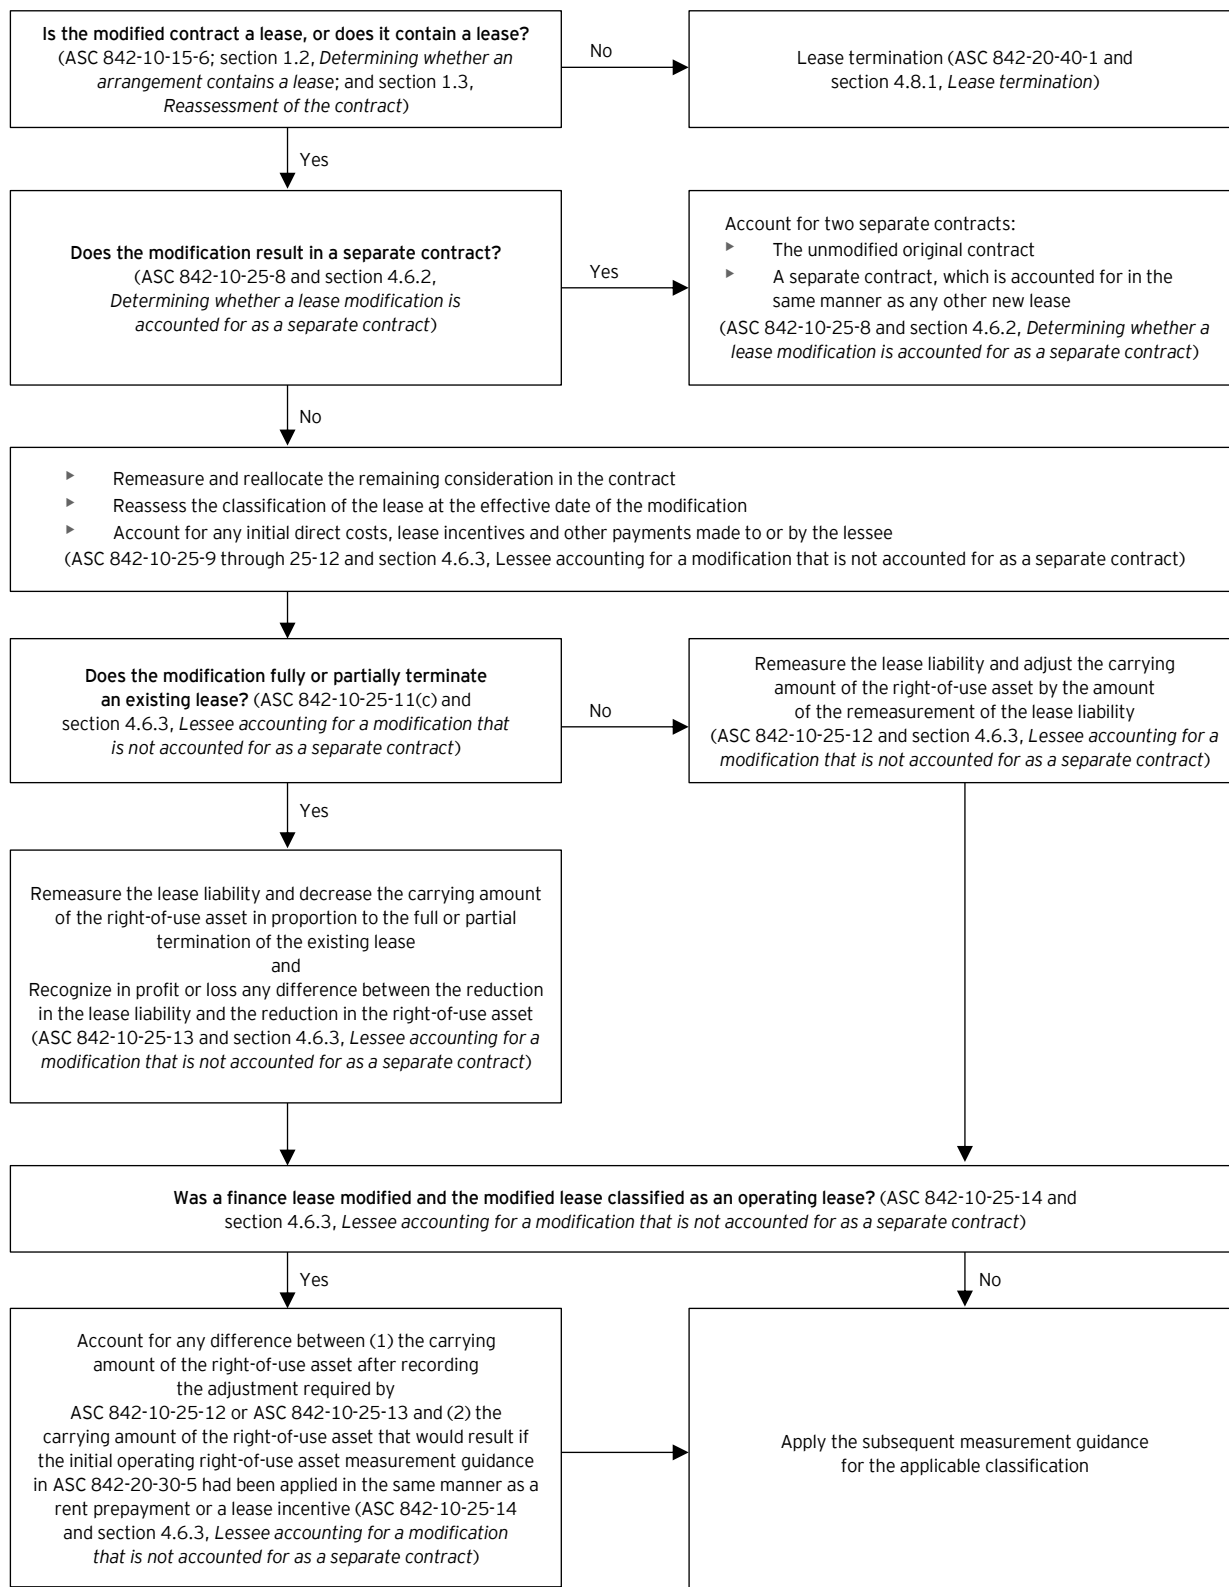 Is the modified contract a lease, or does it contain a lease?
(ASC 842-10-15-6; section 1.2, Determining whether an
arrangement contains a lease; and section 1.3,
Reassessment of the contract)
No
Lease termination (ASC 842-20-40-1 and
section 4.8.1, Lease termination)
Yes
Does the modification result in a separate contract?
(ASC 842-10-25-8 and section 4.6.2,
Determining whether a lease modification is
accounted for as a separate contract)
Yes
Account for two separate contracts:
► The unmodified original contract
► A separate contract, which is accounted for in the
same manner as any other new lease
(ASC 842-10-25-8 and section 4.6.2, Determining whether a
lease modification is accounted for as a separate contract)
No
► Remeasure and reallocate the remaining consideration in the contract
► Reassess the classification of the lease at the effective date of the modification
► Account for any initial direct costs, lease incentives and other payments made to or by the lessee
(ASC 842-10-25-9 through 25-12 and section 4.6.3, Lessee accounting for a modification that is not accounted for as a separate contract)
Does the modification fully or partially terminate
an existing lease? (ASC 842-10-25-11(c) and
section 4.6.3, Lessee accounting for a modification that
is not accounted for as a separate contract)
No
Remeasure the lease liability and adjust the carrying
amount of the right-of-use asset by the amount
of the remeasurement of the lease liability
(ASC 842-10-25-12 and section 4.6.3, Lessee accounting for a
modification that is not accounted for as a separate contract)
Yes
Remeasure the lease liability and decrease the carrying amount
of the right-of-use asset in proportion to the full or partial
termination of the existing lease
and
Recognize in profit or loss any difference between the reduction
in the lease liability and the reduction in the right-of-use asset
(ASC 842-10-25-13 and section 4.6.3, Lessee accounting for a
modification that is not accounted for as a separate contract)
Was a finance lease modified and the modified lease classified as an operating lease? (ASC 842-10-25-14 and
section 4.6.3, Lessee accounting for a modification that is not accounted for as a separate contract)
Yes
No
Account for any difference between (1) the carrying
amount of the right-of-use asset after recording
the adjustment required by
ASC 842-10-25-12 or ASC 842-10-25-13 and (2) the
carrying amount of the right-of-use asset that would result if
the initial operating right-of-use asset measurement guidance
in ASC 842-20-30-5 had been applied in the same manner as a
rent prepayment or a lease incentive (ASC 842-10-25-14
and section 4.6.3, Lessee accounting for a modification
that is not accounted for as a separate contract)
Apply the subsequent measurement guidance
for the applicable classification